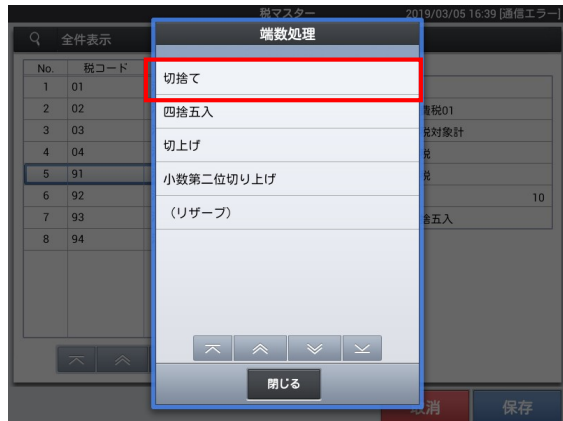 税マスター 2019/03/05 16:39 [通信エラー]
全件表示
端数処理
No. 税コード
1 01
2 02
3 03
4 04
5 91
6 92
7 93
8 94
切捨て
四捨五入
切上げ
小数第二位切り上げ
（リザーブ）
税01
対象計
10
捨五入
閉じる
取消
保存